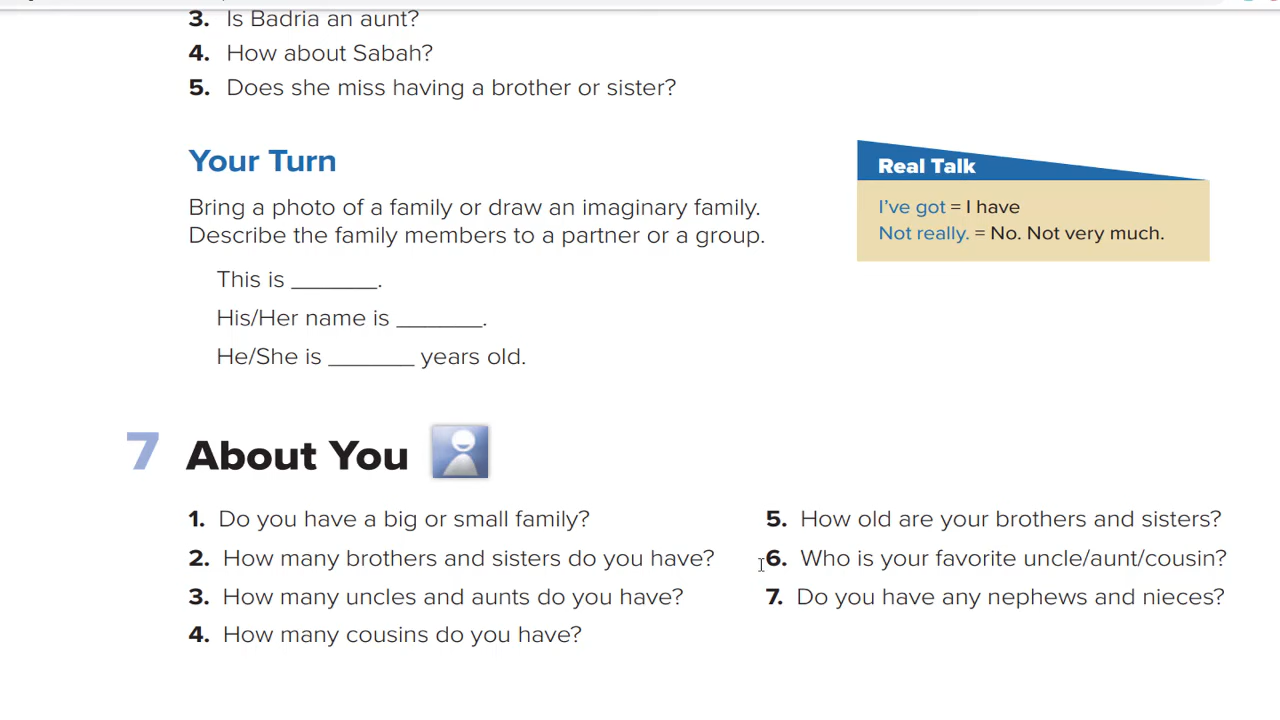 3. Is Badria an aunt?
4. How about Sabah?
5. Does she miss having a brother or sister?
Your Turn
Bring a photo of a family or draw an imaginary family.
Describe the family members to a partner or a group.
This is _______.
His/Her name is _______.
He/She is _______ years old.
Real Talk
I've got = I have
Not really. = No. Not very much.
7 About You
1. Do you have a big or small family?
2. How many brothers and sisters do you have?
3. How many uncles and aunts do you have?
4. How many cousins do you have?
5. How old are your brothers and sisters?
6. Who is your favorite uncle/aunt/cousin?
7. Do you have any nephews and nieces?